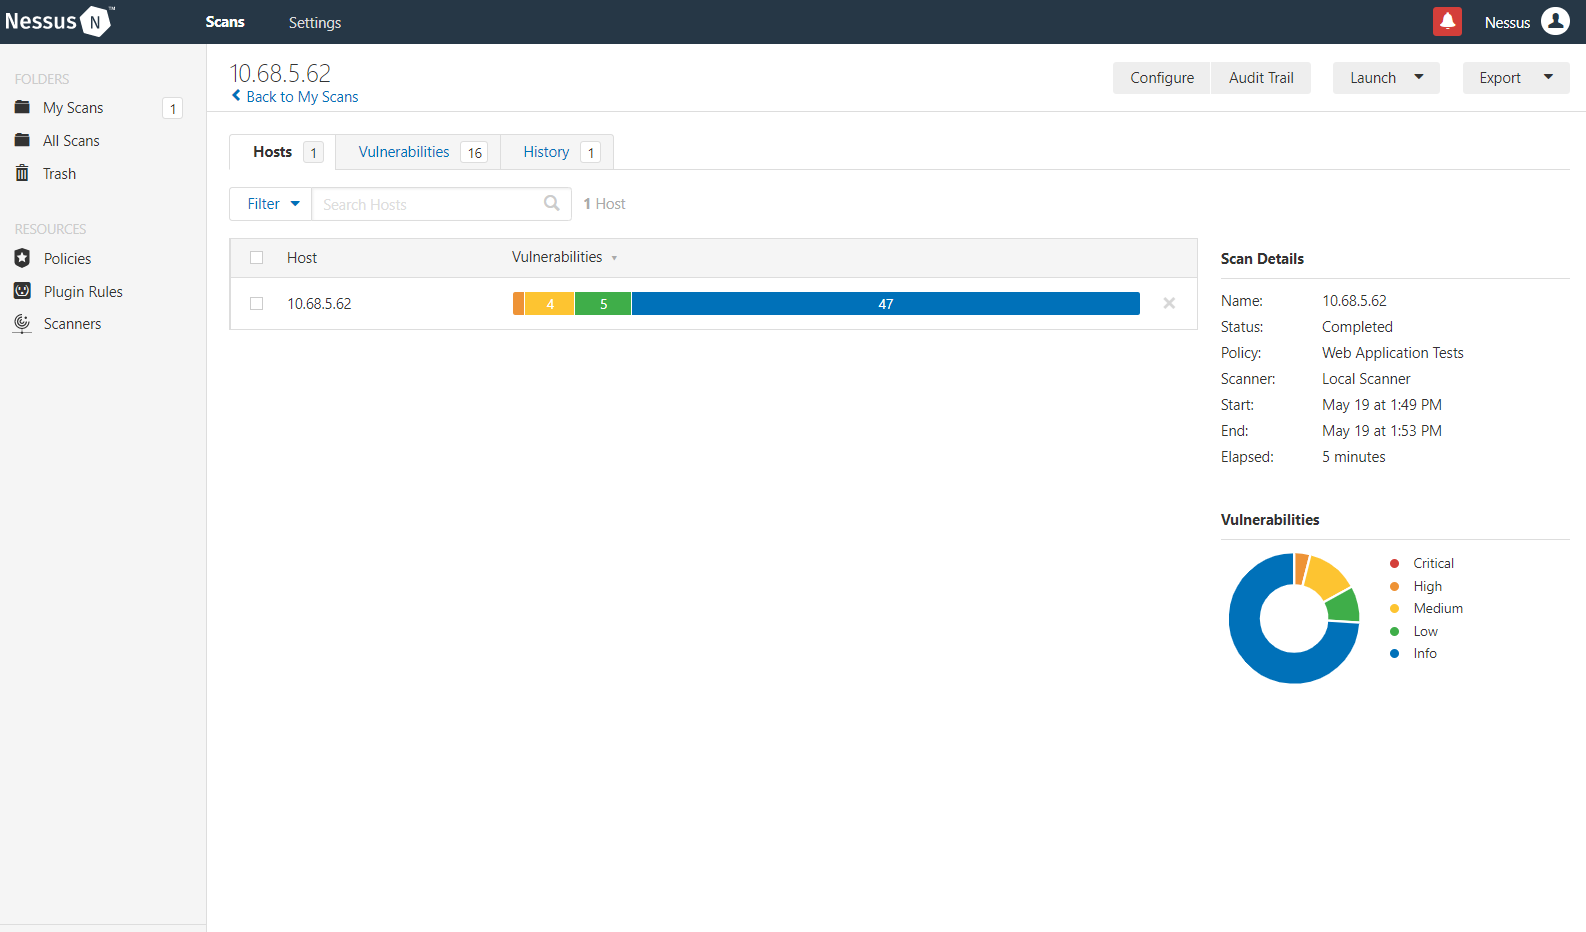 Nessus N ™ Scans Settings Nessus
FOLDERS
My Scans 1
All Scans
Trash
RESOURCES
Policies
Plugin Rules
Scanners
10.68.5.62
Back to My Scans
Configure Audit Trail Launch Export
Hosts 1 Vulnerabilities 16 History 1
Filter Search Hosts 1 Host
Host Vulnerabilities
10.68.5.62 4 5 47
Scan Details
Name: 10.68.5.62
Status: Completed
Policy: Web Application Tests
Scanner: Local Scanner
Start: May 19 at 1:49 PM
End: May 19 at 1:53 PM
Elapsed: 5 minutes
Vulnerabilities
Critical
High
Medium
Low
Info